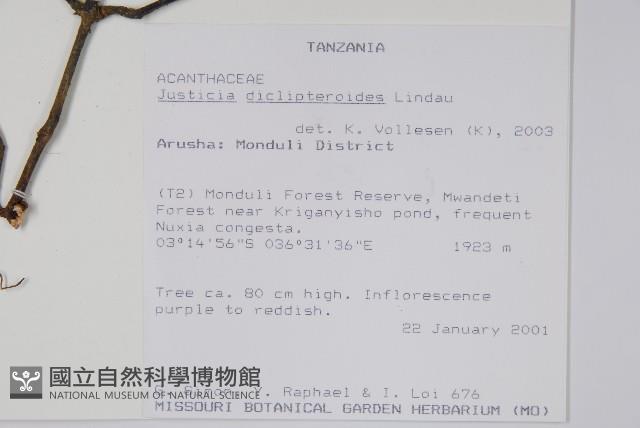 TANZANIA
ACANTHACEAE
Justicia diclipteroides Lindau
det. K. Vollesen (K), 2003
Arusha: Monduli District
(T2) Monduli Forest Reserve, Mwandeti
Forest near Kriganyisho pond, frequent
Nuxia congesta.
03°14'56"S 036°31'36"E 1923 m
Tree ca. 80 cm high. Inflorescence
purple to reddish.
22 January 2001
Y. Raphael & I. Loi 676
MISSOURI BOTANICAL GARDEN HERBARIUM (MO)
國立自然科學博物館
NATIONAL MUSEUM OF NATURAL SCIENCE